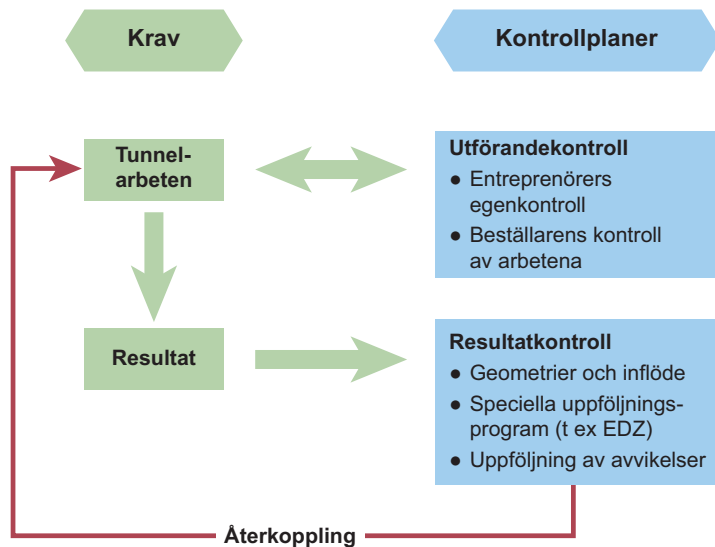 Krav
Kontrollplaner
Tunnel-
arbeten
Utförandekontroll
● Entreprenörers
egenkontroll
● Beställarens kontroll
av arbetena
Resultat
Resultatkontroll
● Geometrier och inflöde
● Speciella uppföljnings-
program (t ex EDZ)
● Uppföljning av avvikelser
Återkoppling